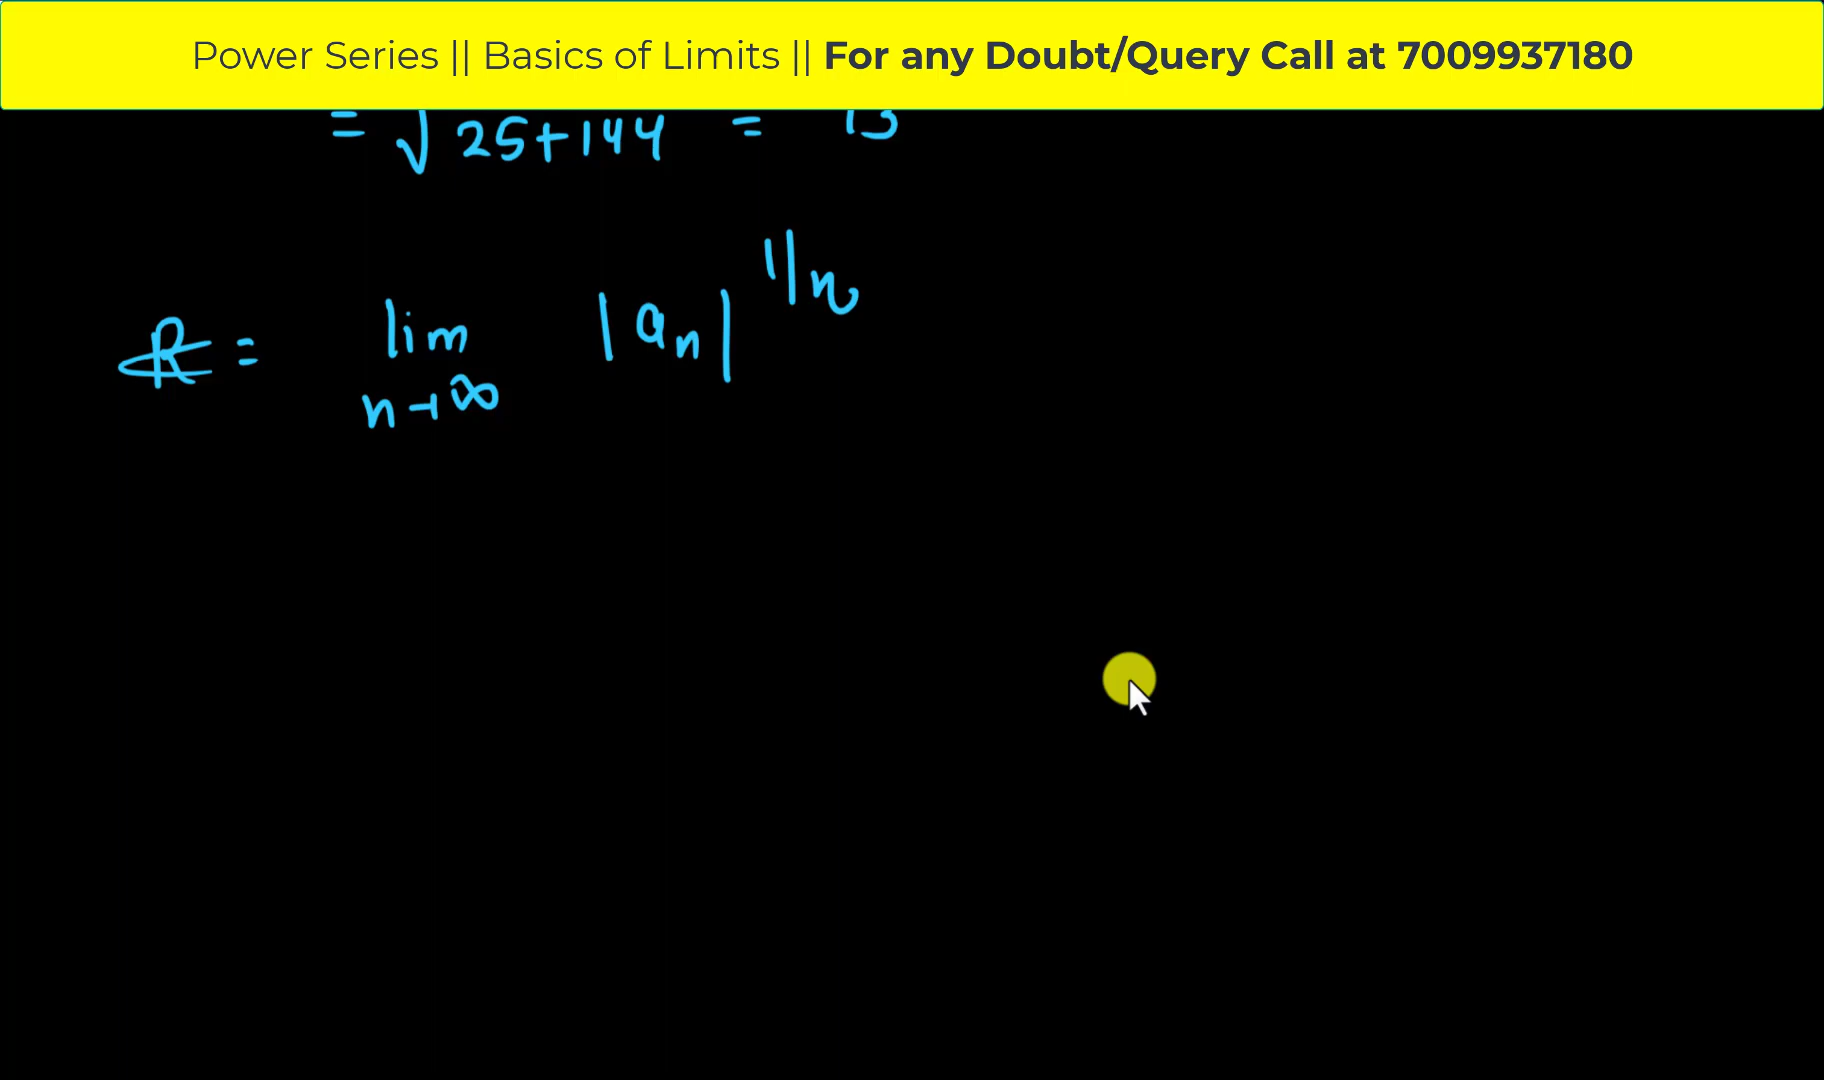 Power Series || Basics of Limits || For any Doubt/Query Call at 7009937180
= √25+144 = 13
R = lim n→∞ |an|^1/n